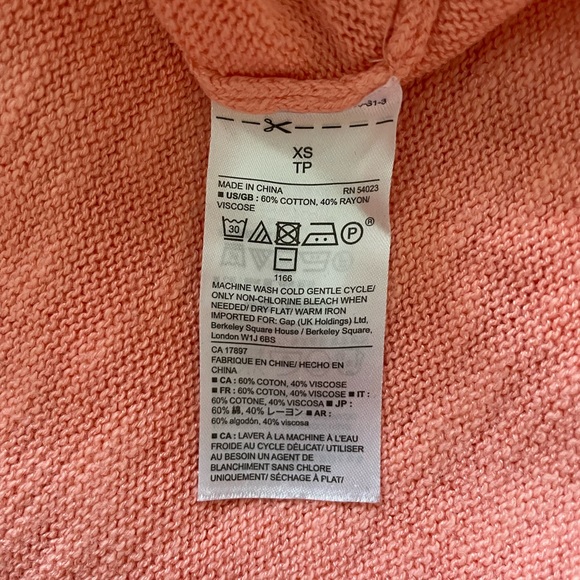 XS
TP
MADE IN CHINA RN 54023
■ US/GB : 60% COTTON, 40% RAYON/
VISCOSE
30 P ®
1166
MACHINE WASH COLD GENTLE CYCLE/
ONLY NON-CHLORINE BLEACH WHEN
NEEDED/ DRY FLAT/ WARM IRON
IMPORTED FOR: Gap (UK Holdings) Ltd,
Berkeley Square House / Berkeley Square,
London W1J 6BS
CA 17897
FABRIQUE EN CHINE/ HECHO EN
CHINA
■ CA : 60% COTON, 40% VISCOSE
■ FR : 60% COTON, 40% VISCOSE ■ IT :
60% COTONE, 40% VISCOSA ■ JP :
60% 綿, 40% レーヨン ■ AR :
60% algodón, 40% viscosa
■ CA : LAVER À LA MACHINE À L'EAU
FROIDE AU CYCLE DÉLICAT/ UTILISER
AU BESOIN UN AGENT DE
BLANCHIMENT SANS CHLORE
UNIQUEMENT/ SÉCHAGE À PLAT/